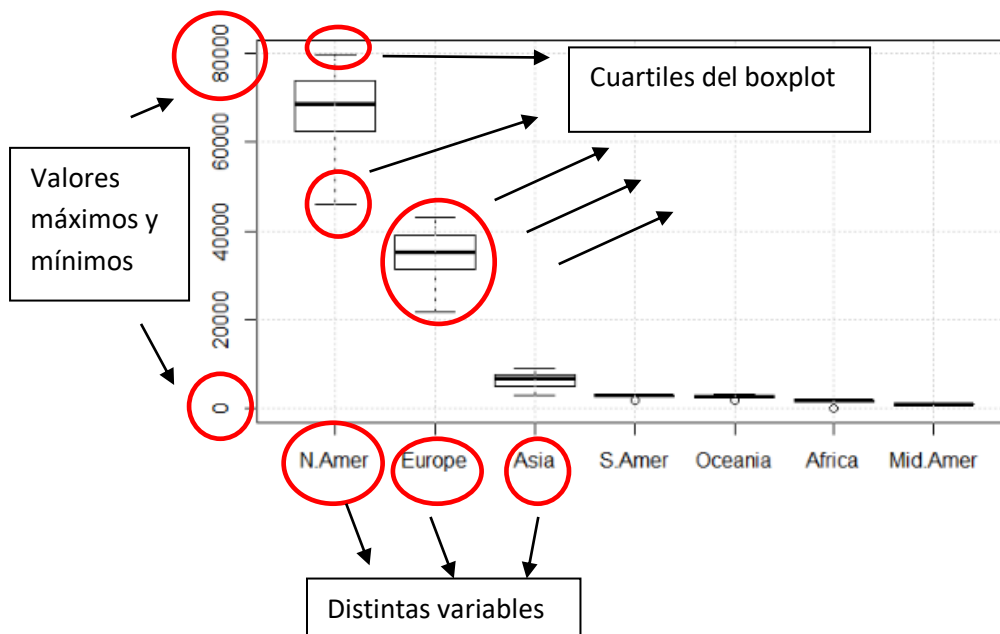 80000
60000
40000
20000
0
Cuartiles del boxplot
Valores
máximos y
mínimos
N.Amer Europe Asia S.Amer Oceania Africa Mid.Amer
Distintas variables